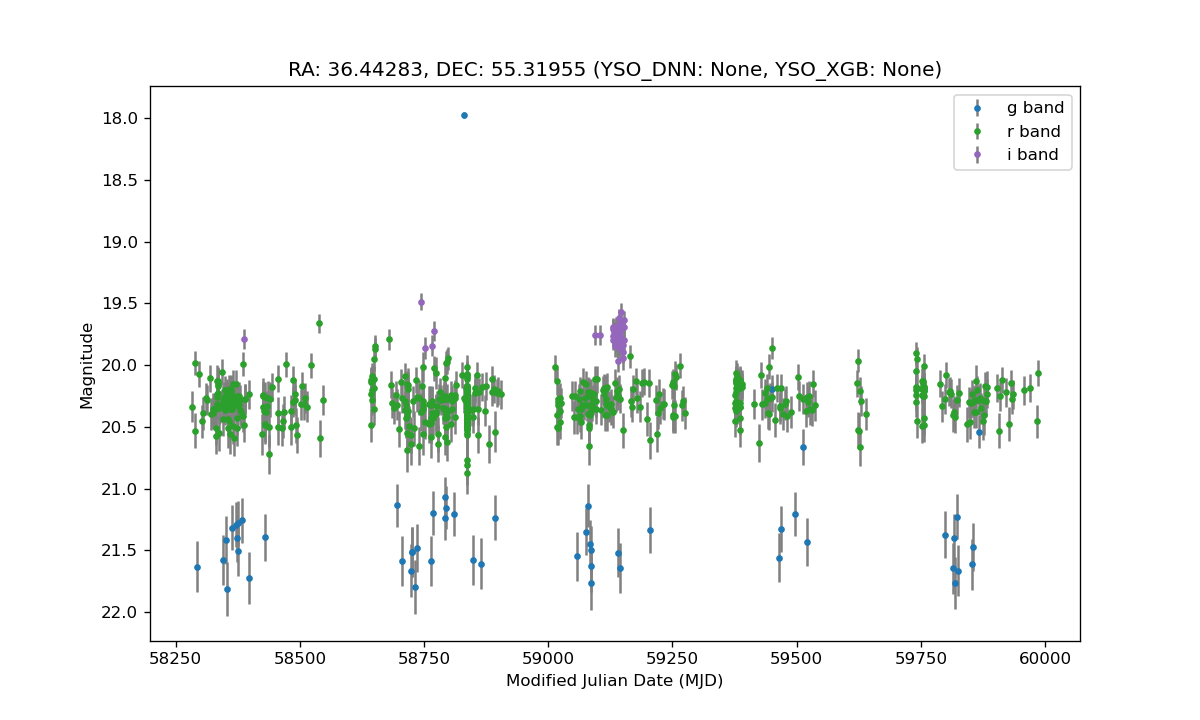 RA: 36.44283, DEC: 55.31955 (YSO_DNN: None, YSO_XGB: None)
g band
r band
i band
18.0
18.5
19.0
19.5
20.0
20.5
21.0
21.5
22.0
Magnitude
58250 58500 58750 59000 59250 59500 59750 60000
Modified Julian Date (MJD)